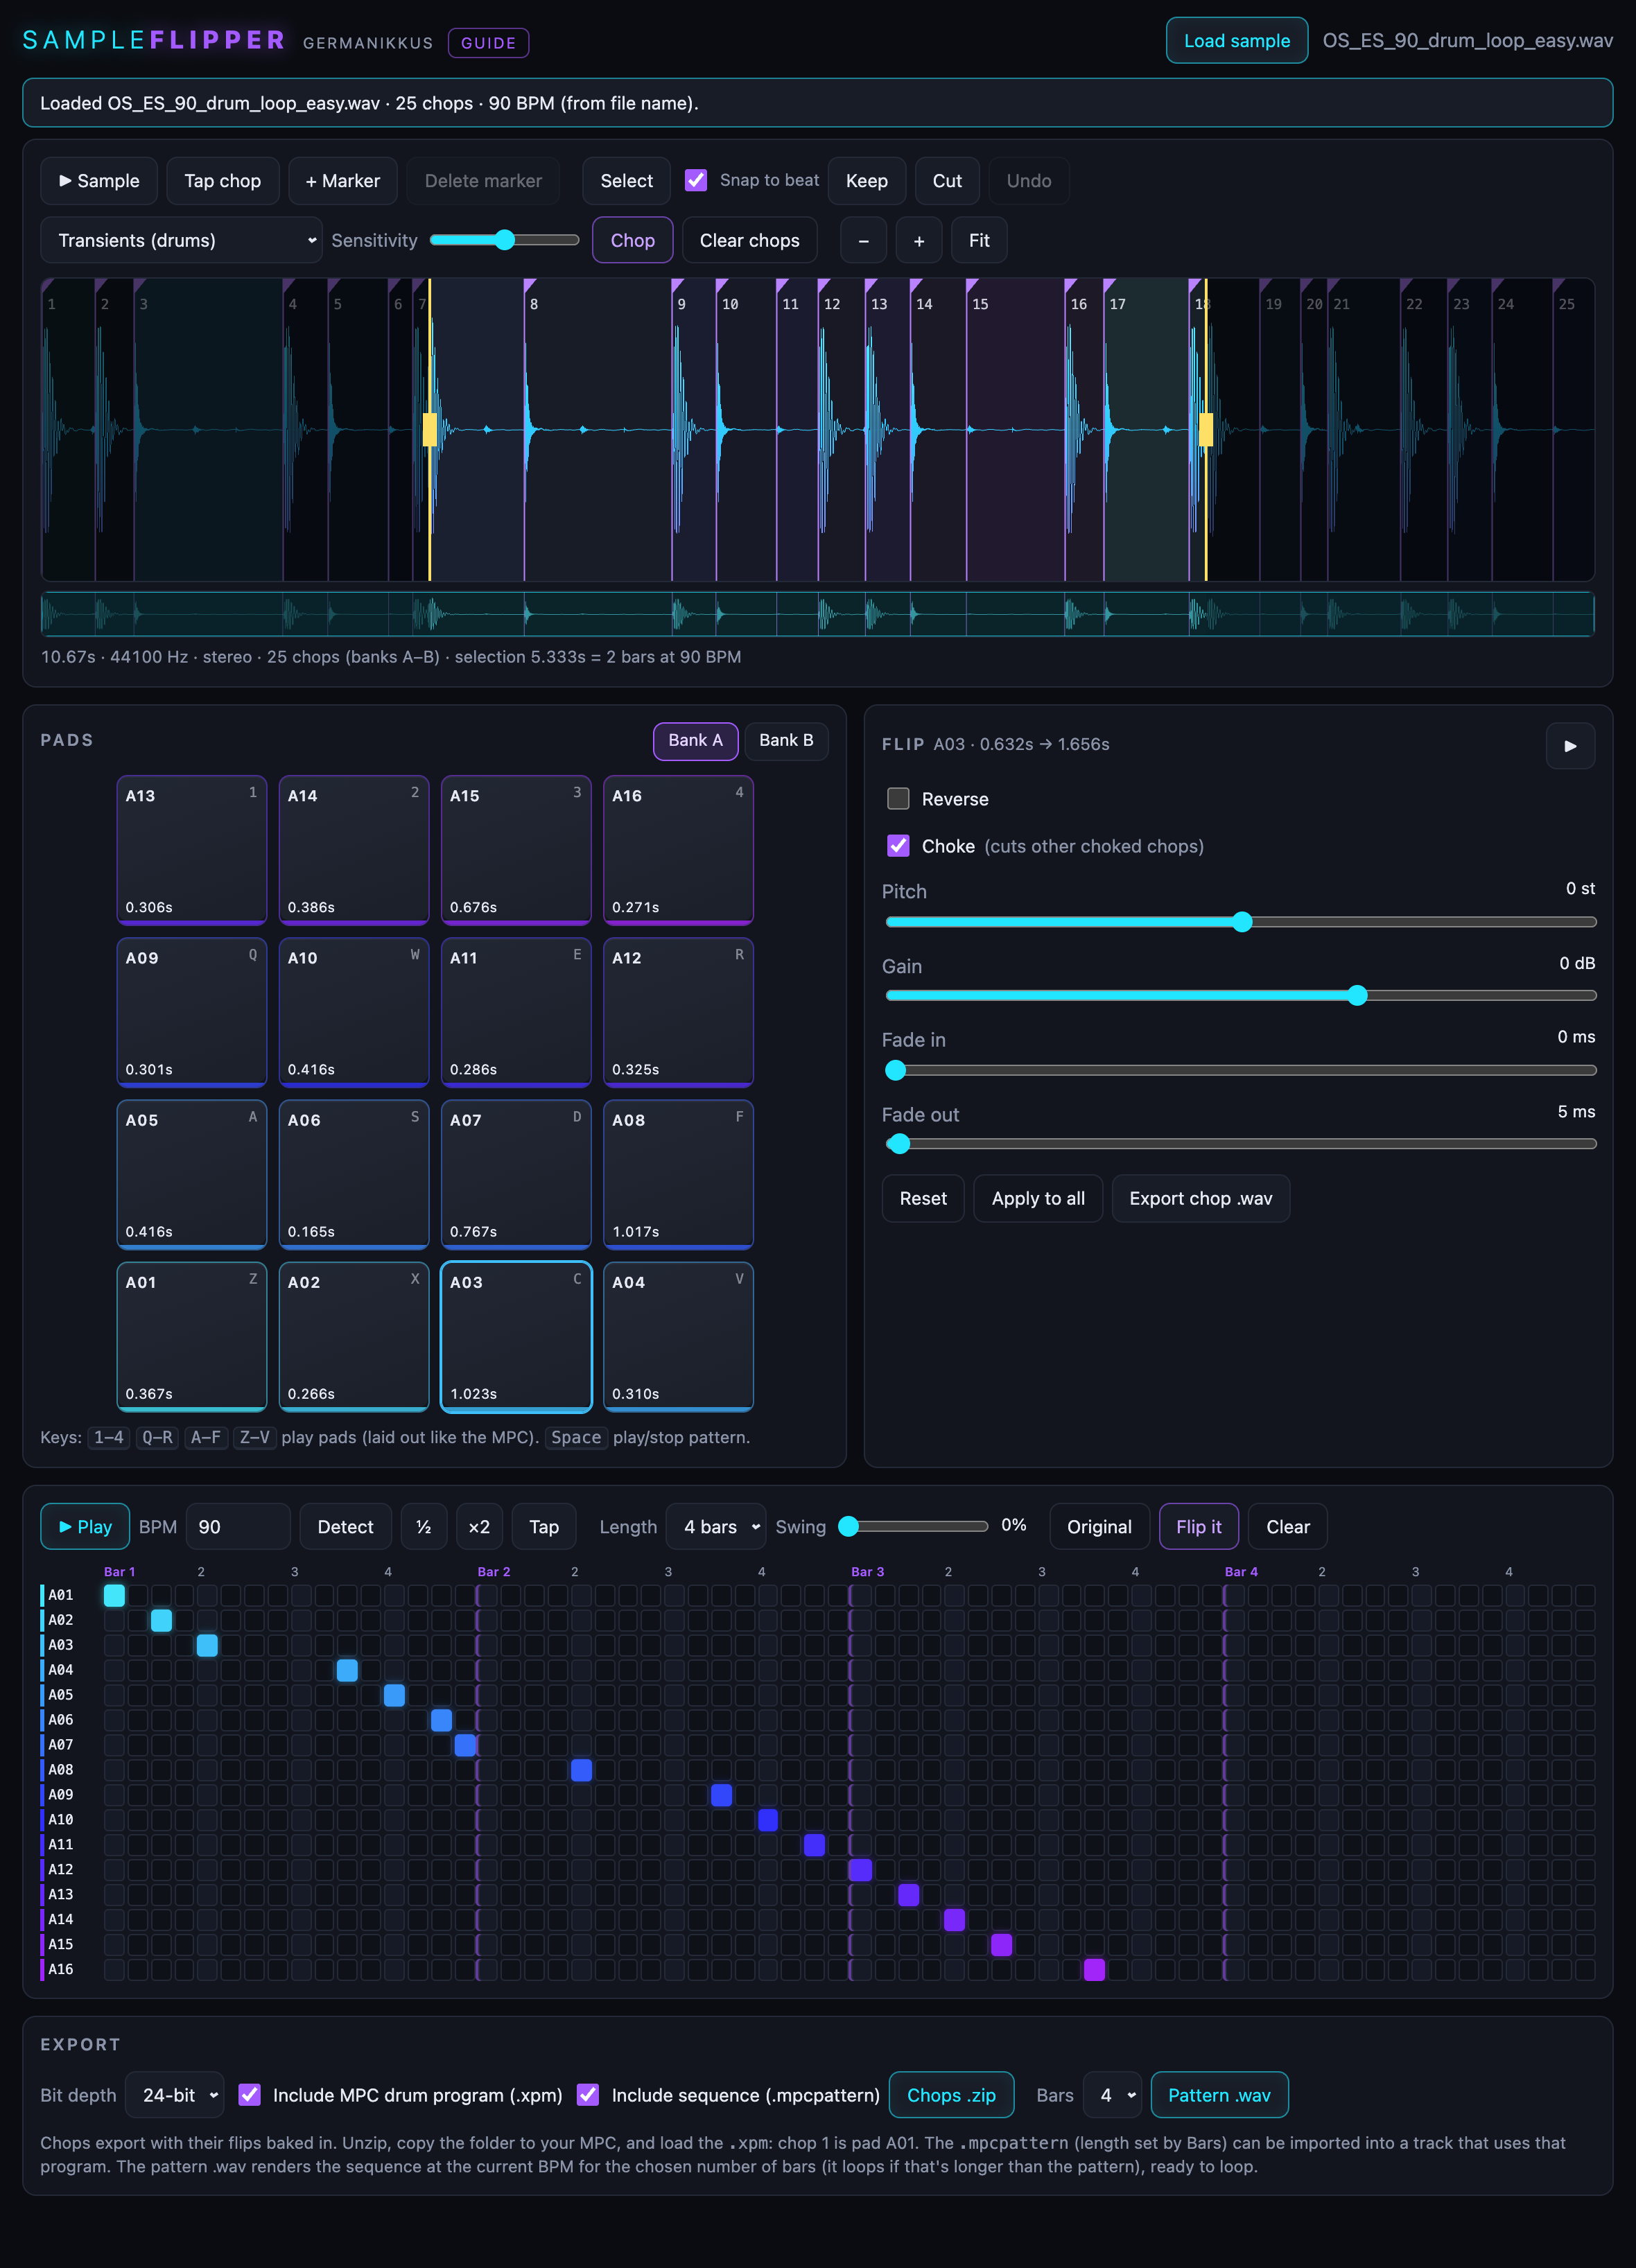 SAMPLEFLIPPER GERMANIKKUS GUIDE Load sample OS_ES_90_drum_loop_easy.wav
Loaded OS_ES_90_drum_loop_easy.wav · 25 chops · 90 BPM (from file name).
▶ Sample Tap chop + Marker Delete marker Select Snap to beat Keep Cut Undo
Transients (drums) Sensitivity Chop Clear chops – + Fit
1 2 3 4 5 6 7 8 9 10 11 12 13 14 15 16 17 18 19 20 21 22 23 24 25
10.67s · 44100 Hz · stereo · 25 chops (banks A–B) · selection 5.333s = 2 bars at 90 BPM
PADS Bank A Bank B
A13 1 A14 2 A15 3 A16 4
0.306s 0.386s 0.676s 0.271s
A09 Q A10 W A11 E A12 R
0.301s 0.416s 0.286s 0.325s
A05 A A06 S A07 D A08 F
0.416s 0.165s 0.767s 1.017s
A01 Z A02 X A03 C A04 V
0.367s 0.266s 1.023s 0.310s
Keys: 1–4 Q–R A–F Z–V play pads (laid out like the MPC). Space play/stop pattern.
FLIP A03 · 0.632s → 1.656s ▶
Reverse
Choke (cuts other choked chops)
Pitch 0 st
Gain 0 dB
Fade in 0 ms
Fade out 5 ms
Reset Apply to all Export chop .wav
▶ Play BPM 90 Detect ½ ×2 Tap Length 4 bars Swing 0% Original Flip it Clear
Bar 1 2 3 4 Bar 2 2 3 4 Bar 3 2 3 4 Bar 4 2 3 4
A01
A02
A03
A04
A05
A06
A07
A08
A09
A10
A11
A12
A13
A14
A15
A16
EXPORT
Bit depth 24-bit Include MPC drum program (.xpm) Include sequence (.mpcpattern) Chops .zip Bars 4 Pattern .wav
Chops export with their flips baked in. Unzip, copy the folder to your MPC, and load the .xpm: chop 1 is pad A01. The .mpcpattern (length set by Bars) can be imported into a track that uses that
program. The pattern .wav renders the sequence at the current BPM for the chosen number of bars (it loops if that's longer than the pattern), ready to loop.